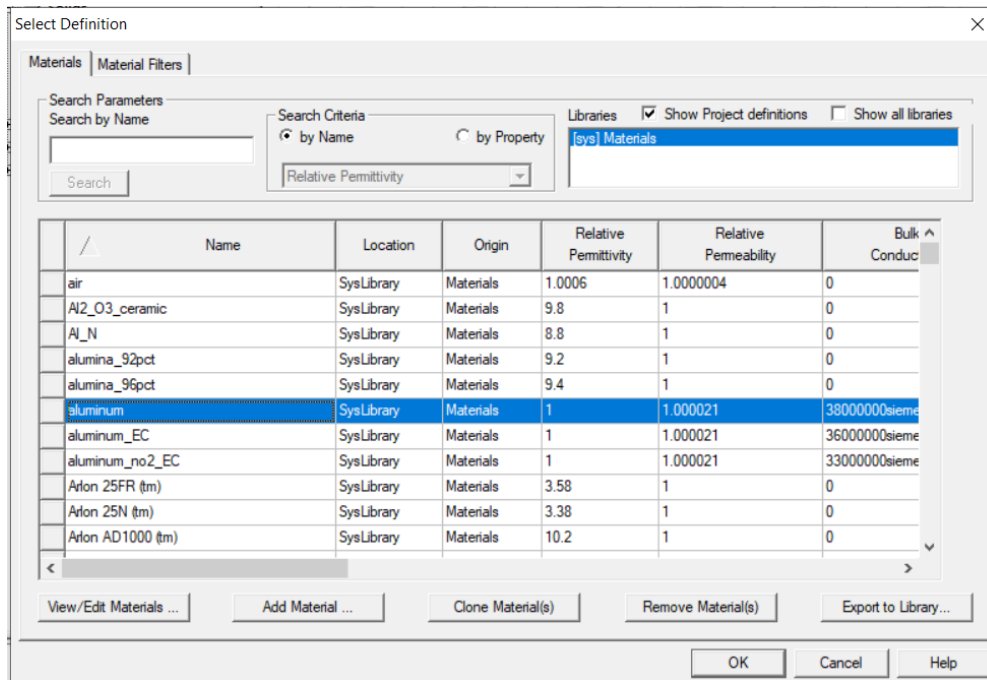 Select Definition
Materials Material Filters
Search Parameters
Search by Name
Search Criteria
by Name by Property
Relative Permittivity
Search
Libraries Show Project definitions Show all libraries
[sys] Materials
/ Name Location Origin Relative Permittivity Relative Permeability Bulk Conduc
air SysLibrary Materials 1.0006 1.0000004 0
Al2_O3_ceramic SysLibrary Materials 9.8 1 0
Al_N SysLibrary Materials 8.8 1 0
alumina_92pct SysLibrary Materials 9.2 1 0
alumina_96pct SysLibrary Materials 9.4 1 0
aluminum SysLibrary Materials 1 1.000021 38000000sieme
aluminum_EC SysLibrary Materials 1 1.000021 36000000sieme
aluminum_no2_EC SysLibrary Materials 1 1.000021 33000000sieme
Arlon 25FR (tm) SysLibrary Materials 3.58 1 0
Arlon 25N (tm) SysLibrary Materials 3.38 1 0
Arlon AD1000 (tm) SysLibrary Materials 10.2 1 0
View/Edit Materials ... Add Material ... Clone Material(s) Remove Material(s) Export to Library...
OK Cancel Help